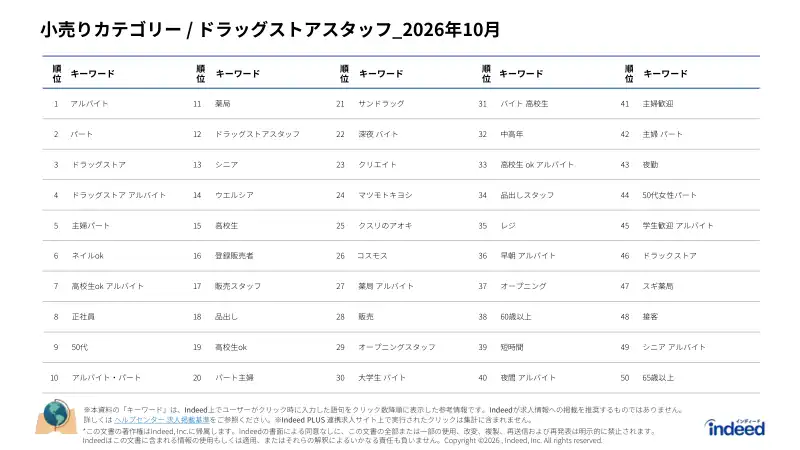 小売りカテゴリー / ドラッグストアスタッフ_2026年10月
順位 キーワード 順位 キーワード 順位 キーワード 順位 キーワード 順位 キーワード
1 アルバイト 11 薬局 21 サンドラッグ 31 バイト 高校生 41 主婦歓迎
2 パート 12 ドラッグストアスタッフ 22 深夜 バイト 32 中高年 42 主婦 パート
3 ドラッグストア 13 シニア 23 クリエイト 33 高校生 ok アルバイト 43 夜勤
4 ドラッグストア アルバイト 14 ウエルシア 24 マツモトキヨシ 34 品出しスタッフ 44 50代女性パート
5 主婦パート 15 高校生 25 クスリのアオキ 35 レジ 45 学生歓迎 アルバイト
6 ネイルok 16 登録販売者 26 コスモス 36 早朝 アルバイト 46 ドラックストア
7 高校生ok アルバイト 17 販売スタッフ 27 薬局 アルバイト 37 オープニング 47 スギ薬局
8 正社員 18 品出し 28 販売 38 60歳以上 48 接客
9 50代 19 高校生ok 29 オープニングスタッフ 39 短時間 49 シニア アルバイト
10 アルバイト・パート 20 パート主婦 30 大学生 バイト 40 夜間 アルバイト 50 65歳以上
※本資料の「キーワード」は、Indeed上でユーザーがクリック時に入力した語句をクリック数降順に表示した参考情報です。Indeedが求人情報への掲載を推奨するものではありません。
詳しくは ヘルプセンター 求人掲載基準をご参照ください。※Indeed PLUS 連携求人サイト上で実行されたクリックは集計に含まれません。
*この文書の著作権はIndeed, Inc.に帰属します。Indeedの書面による同意なしに、この文書の全部または一部の使用、改変、複製、再送信および再発表は明示的に禁止されます。
Indeedはこの文書に含まれる情報の使用もしくは適用、またはそれらの解釈によるいかなる責任も負いません。Copyright ©2026 , Indeed, Inc. All rights reserved.
インディード
indeed